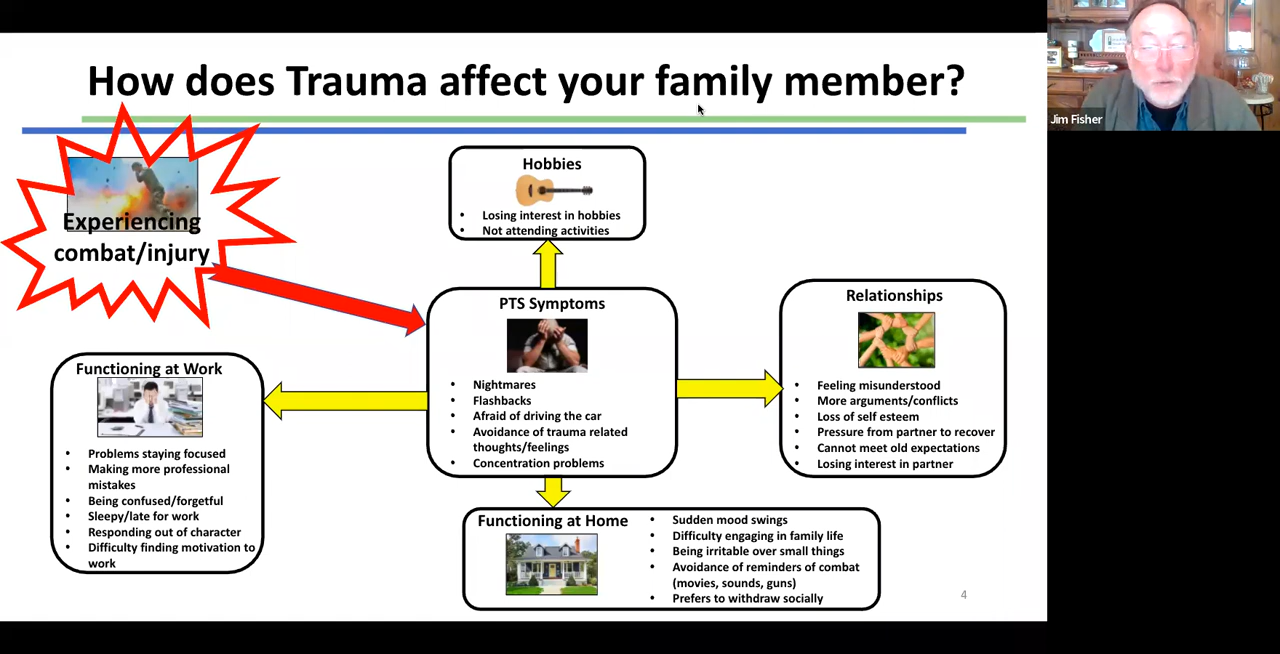 How does Trauma affect your family member?
Jim Fisher
Experiencing
combat/injury
Hobbies
• Losing interest in hobbies
• Not attending activities
PTS Symptoms
• Nightmares
• Flashbacks
• Afraid of driving the car
• Avoidance of trauma related
thoughts/feelings
• Concentration problems
Relationships
• Feeling misunderstood
• More arguments/conflicts
• Loss of self esteem
• Pressure from partner to recover
• Cannot meet old expectations
• Losing interest in partner
Functioning at Work
• Problems staying focused
• Making more professional
mistakes
• Being confused/forgetful
• Sleepy/late for work
• Responding out of character
• Difficulty finding motivation to
work
Functioning at Home
• Sudden mood swings
• Difficulty engaging in family life
• Being irritable over small things
• Avoidance of reminders of combat
(movies, sounds, guns)
• Prefers to withdraw socially
4